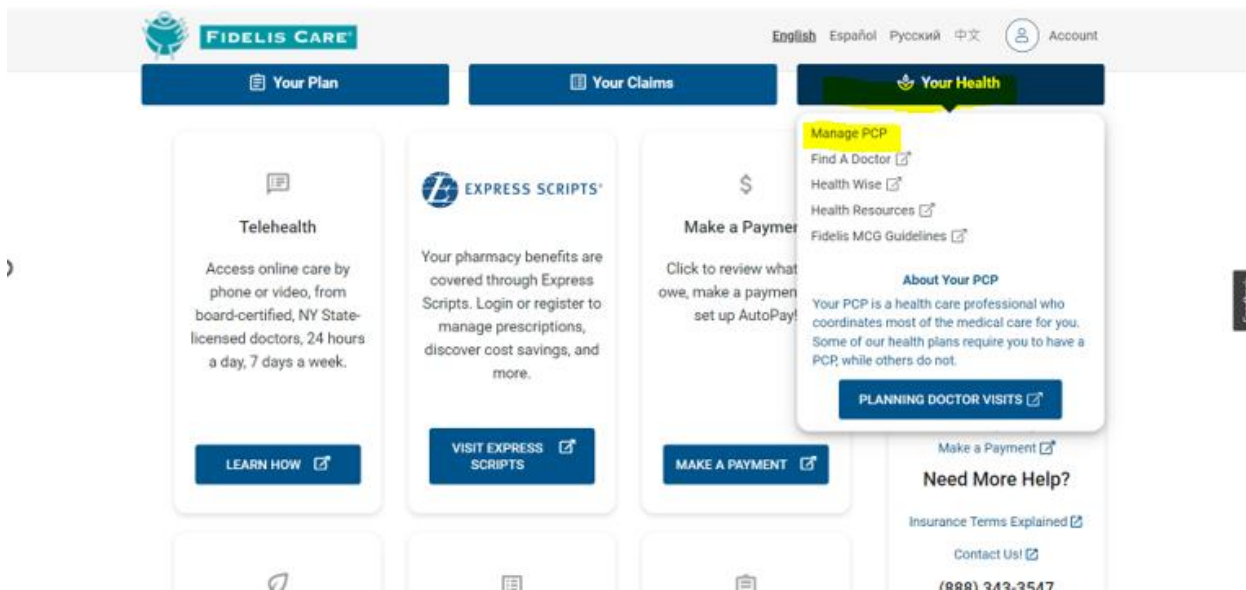 FIDELIS CARE®
English Español Русский 中文 Account
Your Plan
Your Claims
Your Health
Manage PCP
Find A Doctor
Health Wise
Health Resources
Fidelis MCG Guidelines
About Your PCP
Your PCP is a health care professional who
coordinates most of the medical care for you.
Some of our health plans require you to have a
PCP, while others do not.
PLANNING DOCTOR VISITS
Telehealth
Access online care by
phone or video, from
board-certified, NY State-
licensed doctors, 24 hours
a day, 7 days a week.
LEARN HOW
EXPRESS SCRIPTS®
Your pharmacy benefits are
covered through Express
Scripts. Login or register to
manage prescriptions,
discover cost savings, and
more.
VISIT EXPRESS
SCRIPTS
$
Make a Paymen
Click to review what
owe, make a paymen
set up AutoPay!
MAKE A PAYMENT
Make a Payment
Need More Help?
Insurance Terms Explained
Contact Us!
(888) 343-3547